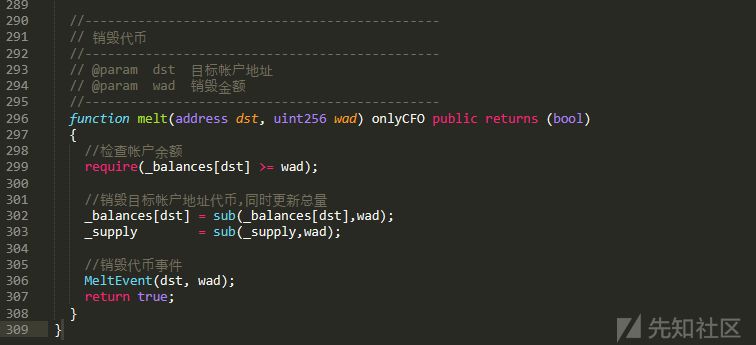 289
290 //-----------------------------------------------
291 // 销毁代币
292 //-----------------------------------------------
293 // @param  dst  目标帐户地址
294 // @param  wad  销毁金额
295 //-----------------------------------------------
296 function melt(address dst, uint256 wad) onlyCFO public returns (bool)
297 {
298   //检查帐户余额
299   require(_balances[dst] >= wad);
300
301   //销毁目标帐户地址代币,同时更新总量
302   _balances[dst] = sub(_balances[dst],wad);
303   _supply        = sub(_supply,wad);
304
305   //销毁代币事件
306   MeltEvent(dst, wad);
307   return true;
308 }
309 }
先知社区